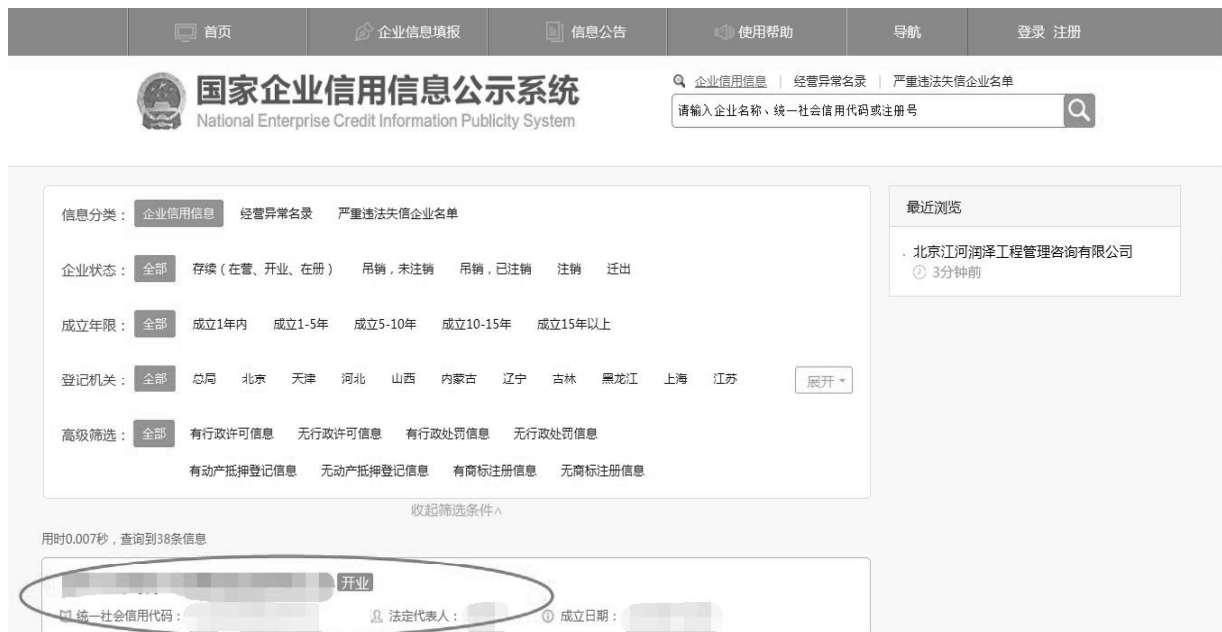 首页 企业信息填报 信息公告 使用帮助 导航 登录 注册
国家企业信用信息公示系统
National Enterprise Credit Information Publicity System
企业信用信息 | 经营异常名录 | 严重违法失信企业名单
请输入企业名称、统一社会信用代码或注册号
信息分类： 企业信用信息 经营异常名录 严重违法失信企业名单
企业状态： 全部 存续（在营、开业、在册） 吊销，未注销 吊销，已注销 注销 迁出
成立年限： 全部 成立1年内 成立1-5年 成立5-10年 成立10-15年 成立15年以上
登记机关： 全部 总局 北京 天津 河北 山西 内蒙古 辽宁 吉林 黑龙江 上海 江苏 展开
高级筛选： 全部 有行政许可信息 无行政许可信息 有行政处罚信息 无行政处罚信息
有动产抵押登记信息 无动产抵押登记信息 有商标注册信息 无商标注册信息
收起筛选条件
最近浏览
北京江河润泽工程管理咨询有限公司
3分钟前
用时0.007秒，查询到38条信息
开业
统一社会信用代码： 法定代表人： 成立日期：